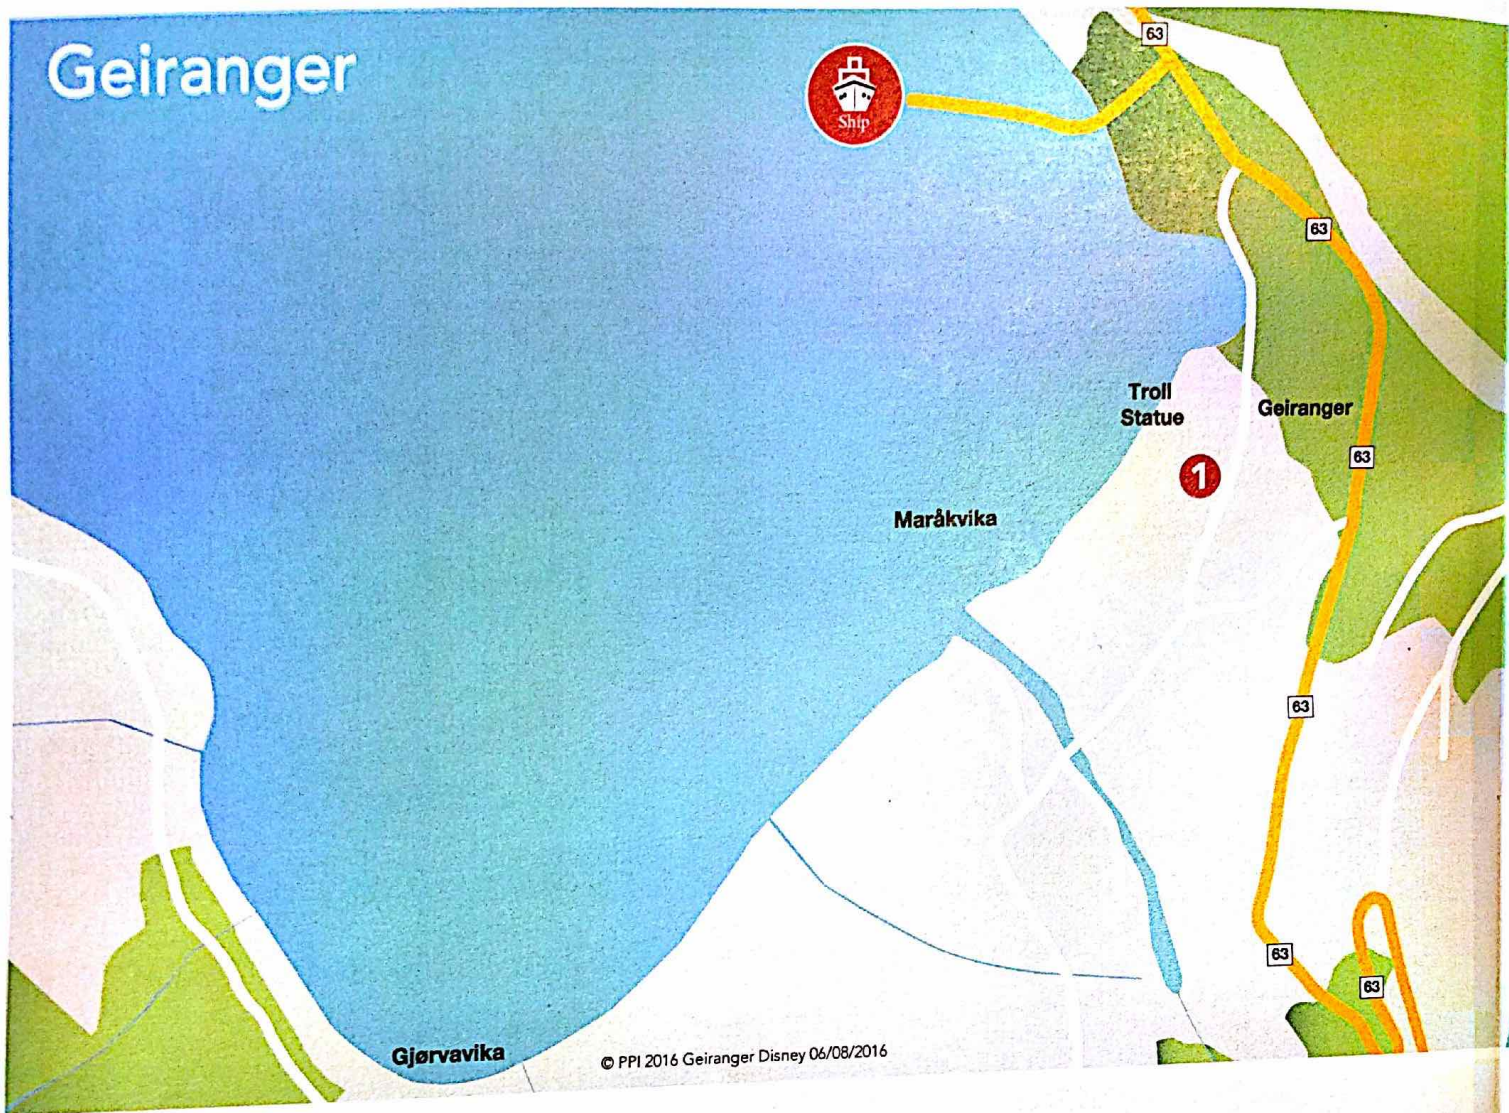 Geiranger
63
Ship
63
Troll
Statue
Geiranger
63
1
Maråkvika
63
63
63
Gjørvavika
© PPI 2016 Geiranger Disney 06/08/2016